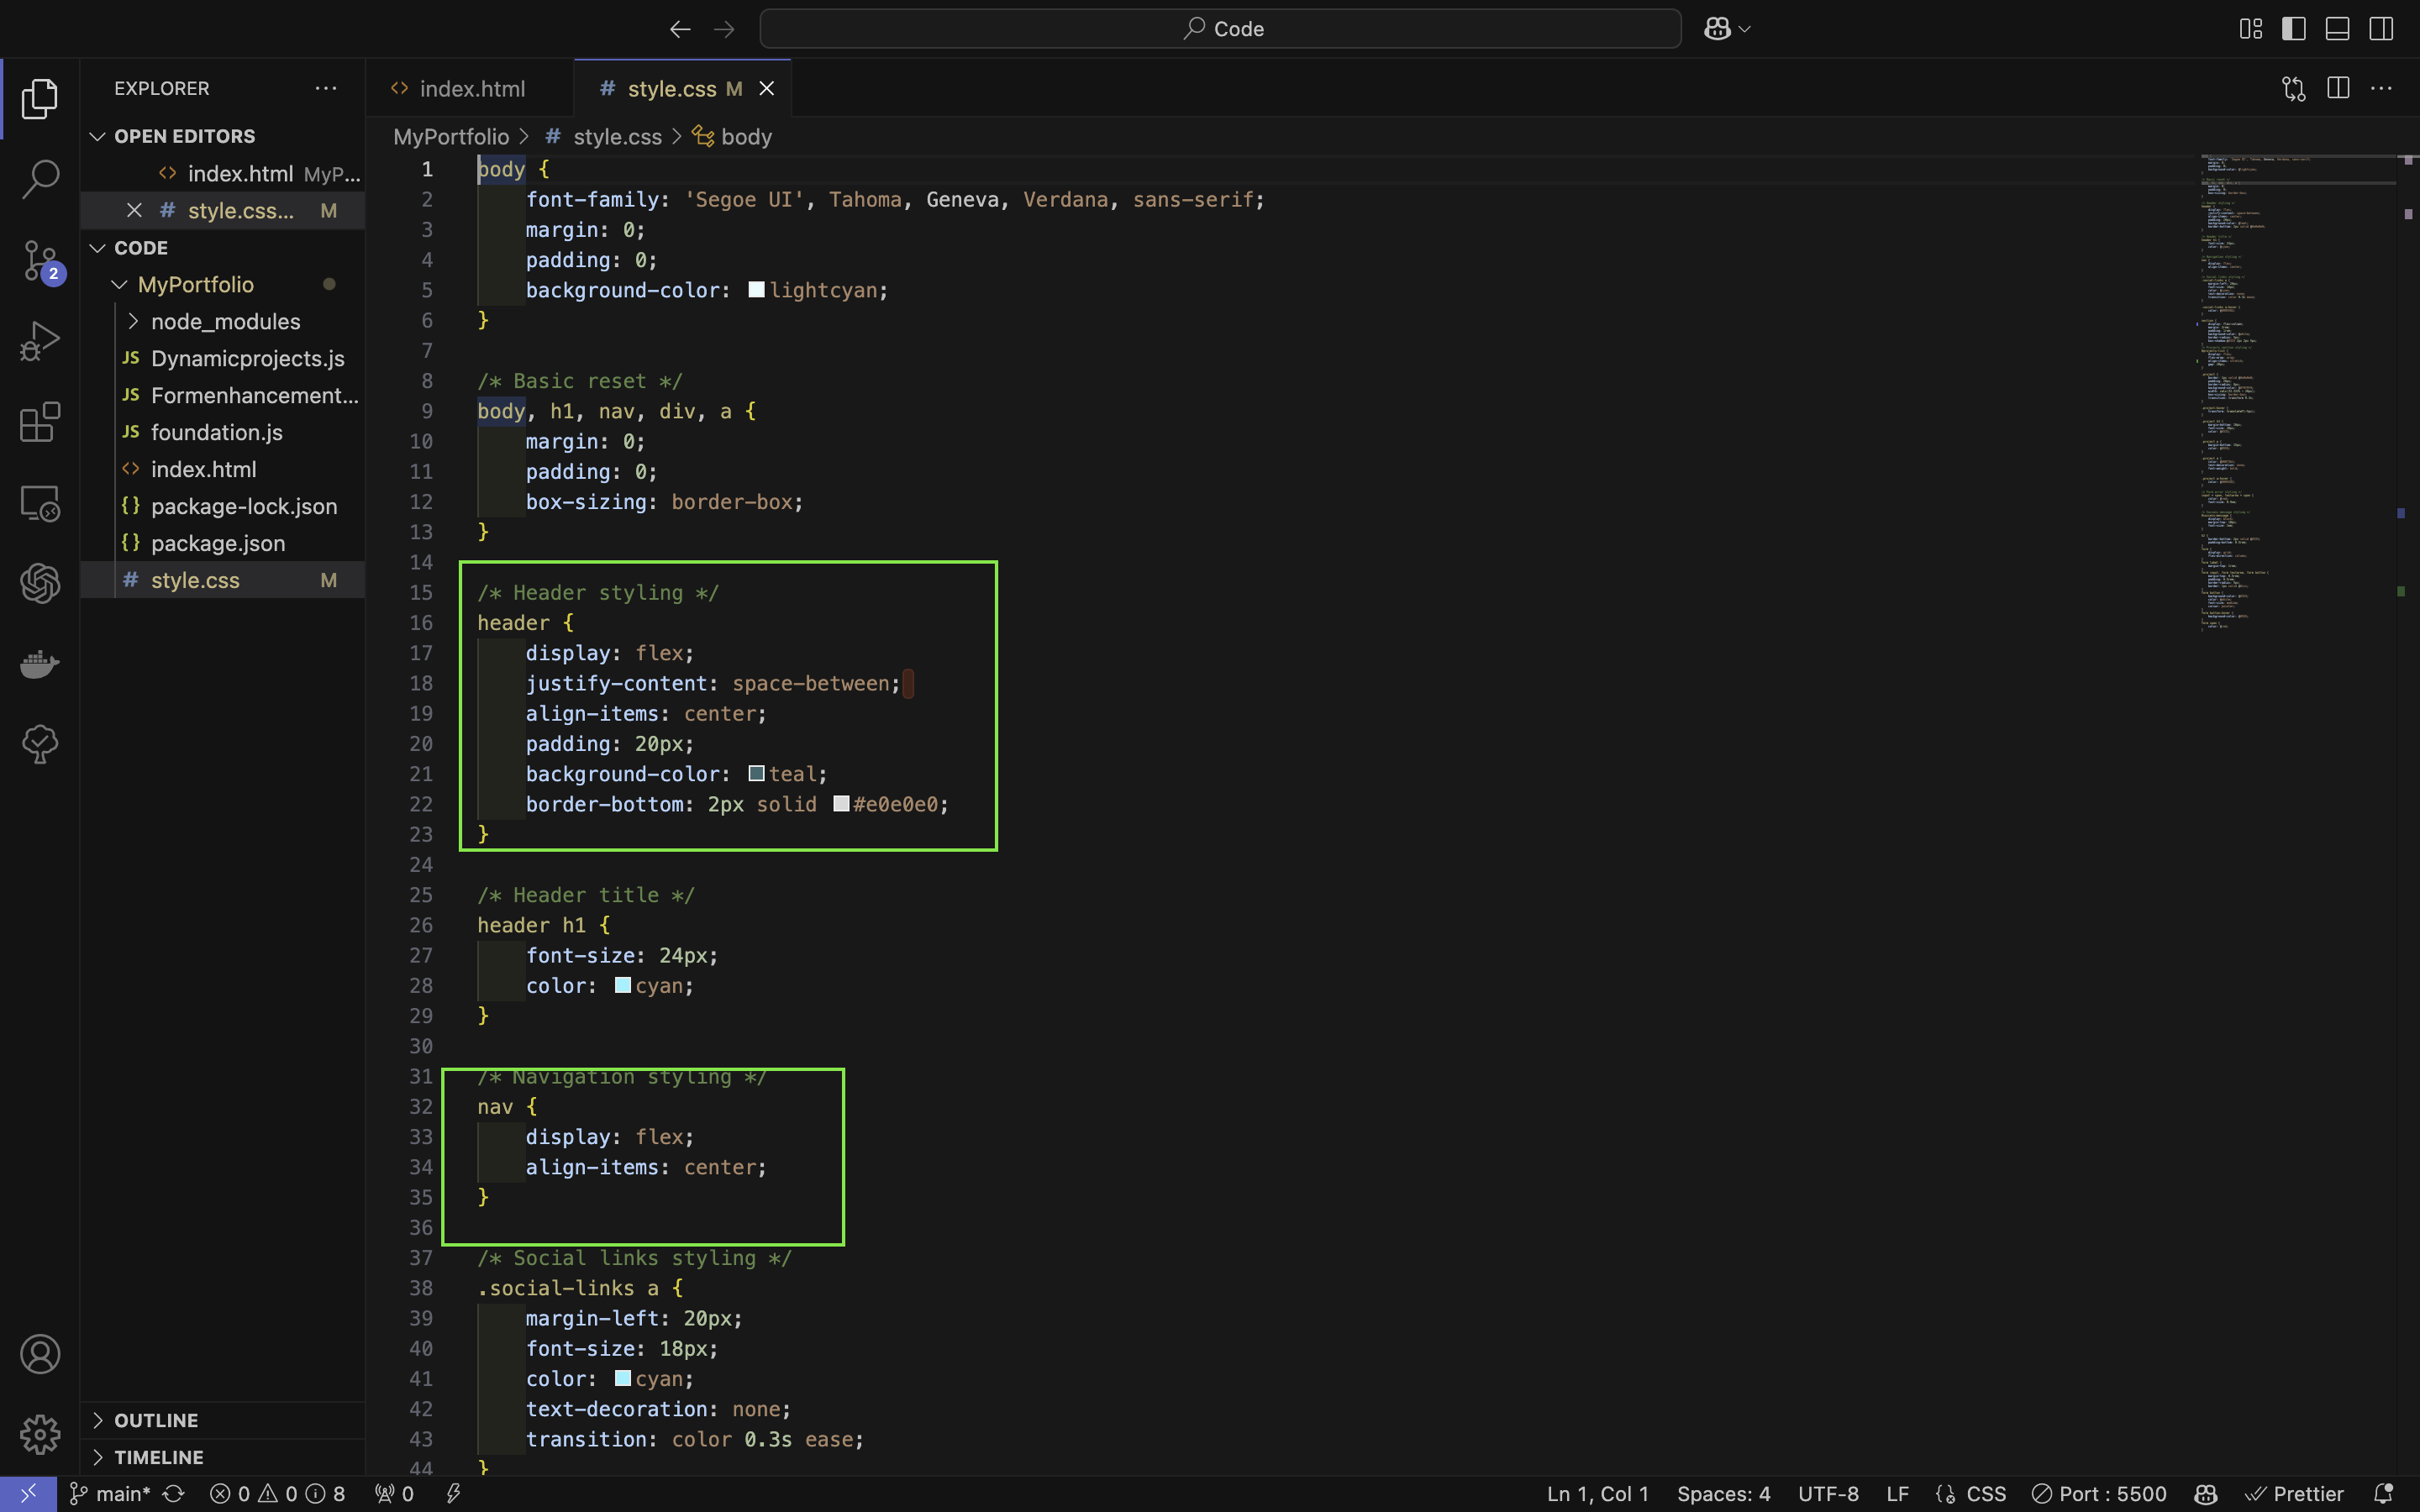 Code
EXPLORER
OPEN EDITORS
index.html MyP...
style.css... M
CODE
MyPortfolio
node_modules
JS Dynamicprojects.js
JS Formenhancement...
JS foundation.js
<> index.html
{} package-lock.json
{} package.json
# style.css M
OUTLINE
TIMELINE
2
<> index.html
# style.css M
MyPortfolio > # style.css > body
1 body {
2 font-family: 'Segoe UI', Tahoma, Geneva, Verdana, sans-serif;
3 margin: 0;
4 padding: 0;
5 background-color: lightcyan;
6 }
7
8 /* Basic reset */
9 body, h1, nav, div, a {
10 margin: 0;
11 padding: 0;
12 box-sizing: border-box;
13 }
14
15 /* Header styling */
16 header {
17 display: flex;
18 justify-content: space-between;
19 align-items: center;
20 padding: 20px;
21 background-color: teal;
22 border-bottom: 2px solid #e0e0e0;
23 }
24
25 /* Header title */
26 header h1 {
27 font-size: 24px;
28 color: cyan;
29 }
30
31 /* Navigation styling */
32 nav {
33 display: flex;
34 align-items: center;
35 }
36
37 /* Social links styling */
38 .social-links a {
39 margin-left: 20px;
40 font-size: 18px;
41 color: cyan;
42 text-decoration: none;
43 transition: color 0.3s ease;
44 }
main* 0 0 8 0
Ln 1, Col 1 Spaces: 4 UTF-8 LF {} CSS Port : 5500 Prettier